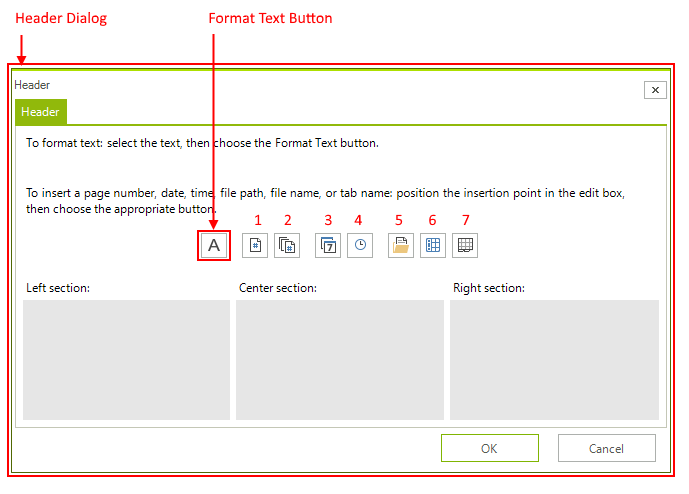 Header Dialog
Format Text Button
Header
Header
To format text: select the text, then choose the Format Text button.
To insert a page number, date, time, file path, file name, or tab name: position the insertion point in the edit box,
then choose the appropriate button.
1 2 3 4 5 6 7
A # # 7
Left section: Center section: Right section:
OK Cancel